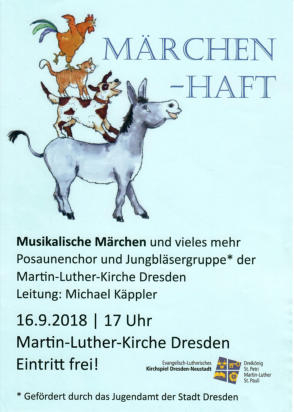 MÄRCHEN
-HAFT
Musikalische Märchen und vieles mehr
Posaunenchor und Jungbläsergruppe* der
Martin-Luther-Kirche Dresden
Leitung: Michael Käppler
16.9.2018 | 17 Uhr
Martin-Luther-Kirche Dresden
Eintritt frei!
Evangelisch-Lutherisches
Kirchspiel Dresden-Neustadt
Dreikönig
St. Petri
Martin-Luther
St. Pauli
* Gefördert durch das Jugendamt der Stadt Dresden